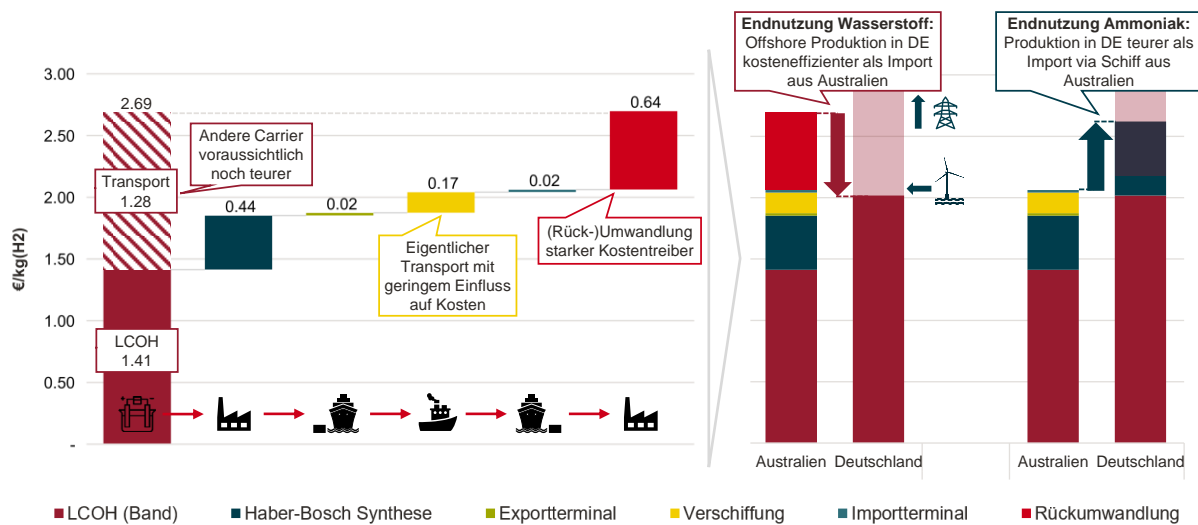 Endnutzung Wasserstoff:
Offshore Produktion in DE
kosteneffizienter als Import
aus Australien
Endnutzung Ammoniak:
Produktion in DE teurer als
Import via Schiff aus
Australien
€/kg(H2)
3.00
2.50
2.00
1.50
1.00
0.50
-
2.69
Transport
1.28
LCOH
1.41
Andere Carrier
voraussichtlich
noch teurer
0.44
0.02
0.17
0.02
0.64
Eigentlicher
Transport mit
geringem Einfluss
auf Kosten
(Rück-)Umwandlung
starker Kostentreiber
Australien
Deutschland
Australien
Deutschland
LCOH (Band)
Haber-Bosch Synthese
Exportterminal
Verschiffung
Importterminal
Rückumwandlung